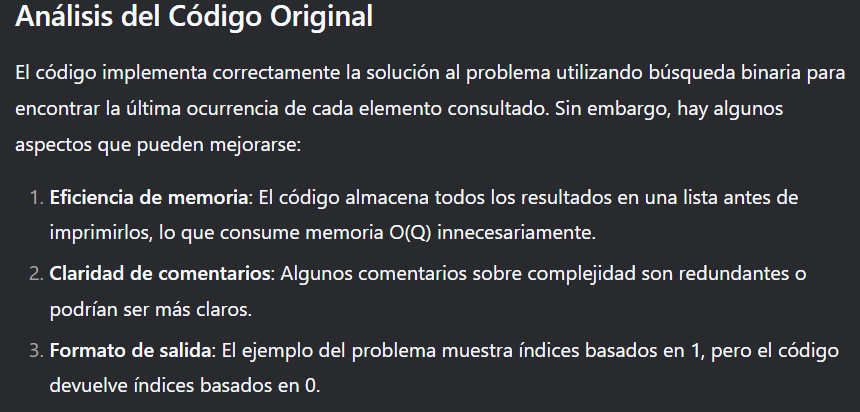 Análisis del Código Original
El código implementa correctamente la solución al problema utilizando búsqueda binaria para
encontrar la última ocurrencia de cada elemento consultado. Sin embargo, hay algunos
aspectos que pueden mejorarse:
1. Eficiencia de memoria: El código almacena todos los resultados en una lista antes de
imprimirlos, lo que consume memoria O(Q) innecesariamente.
2. Claridad de comentarios: Algunos comentarios sobre complejidad son redundantes o
podrían ser más claros.
3. Formato de salida: El ejemplo del problema muestra índices basados en 1, pero el código
devuelve índices basados en 0.